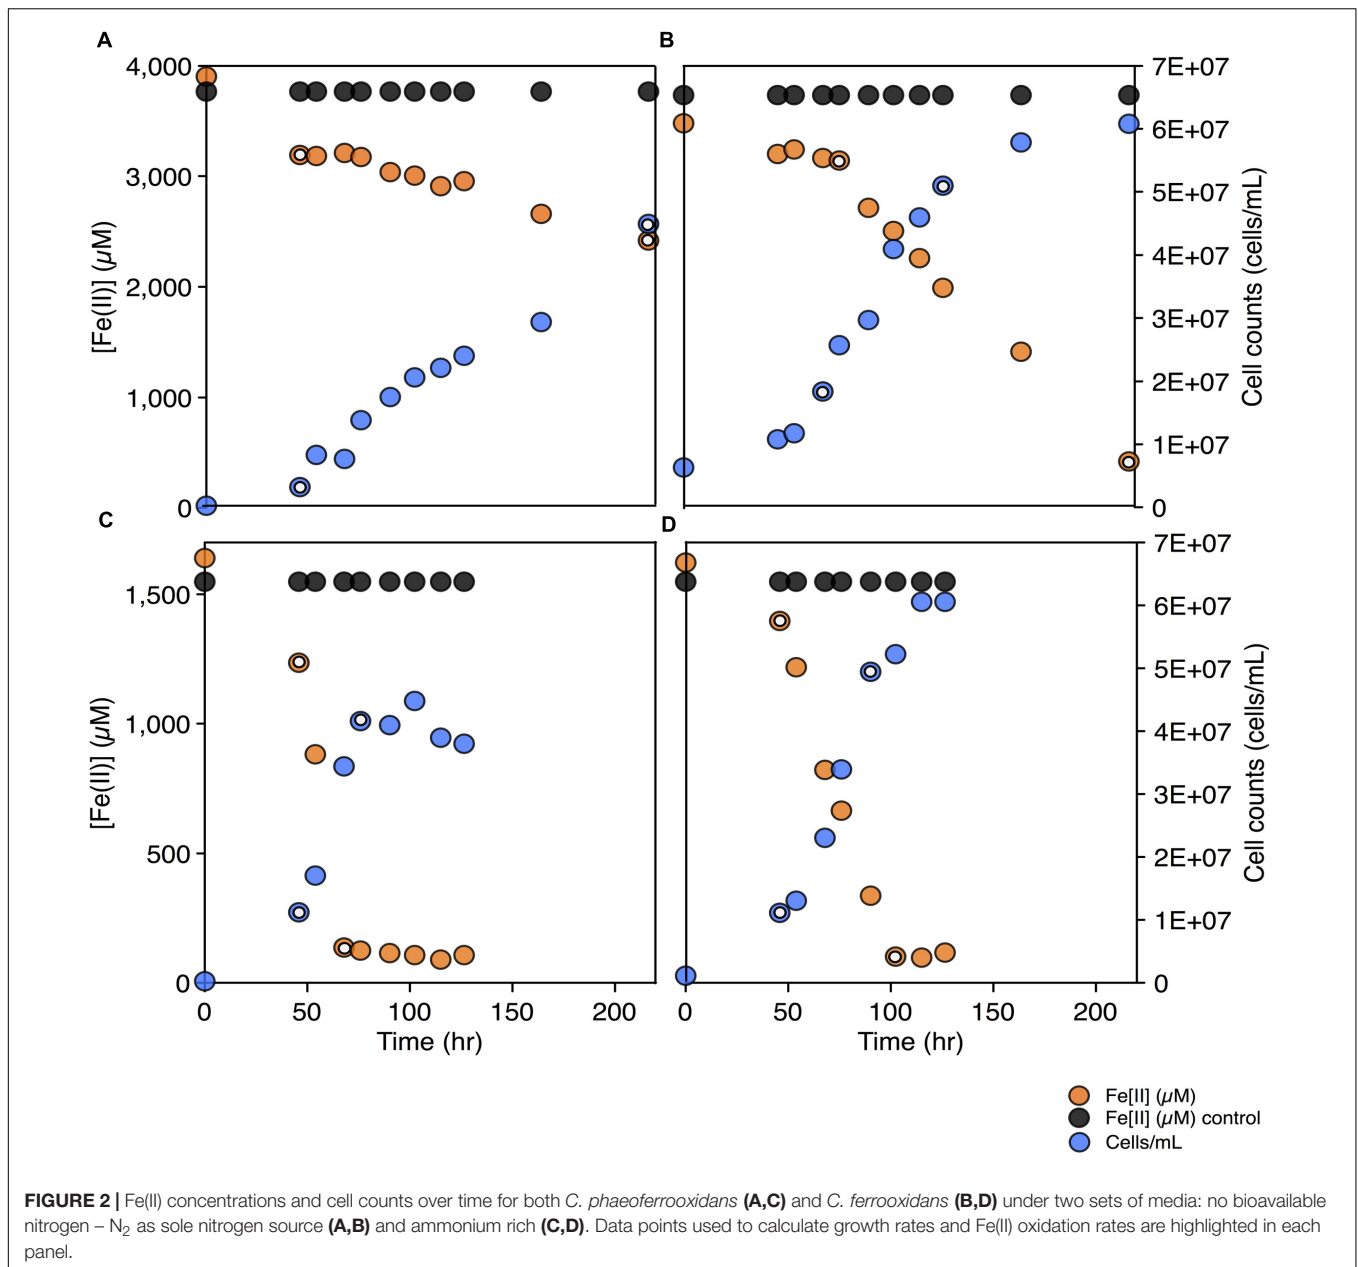 A
B
4,000
3,000
2,000
1,000
0
[Fe(II)] (µM)
7E+07
6E+07
5E+07
4E+07
3E+07
2E+07
1E+07
0
Cell counts (cells/mL)
C
D
1,500
1,000
500
0
[Fe(II)] (µM)
7E+07
6E+07
5E+07
4E+07
3E+07
2E+07
1E+07
0
Cell counts (cells/mL)
0 50 100 150 200
Time (hr)
0 50 100 150 200
Time (hr)
Fe[II] (µM)
Fe[II] (µM) control
Cells/mL
FIGURE 2 | Fe(II) concentrations and cell counts over time for both C. phaeoferrooxidans (A,C) and C. ferrooxidans (B,D) under two sets of media: no bioavailable
nitrogen – N₂ as sole nitrogen source (A,B) and ammonium rich (C,D). Data points used to calculate growth rates and Fe(II) oxidation rates are highlighted in each
panel.